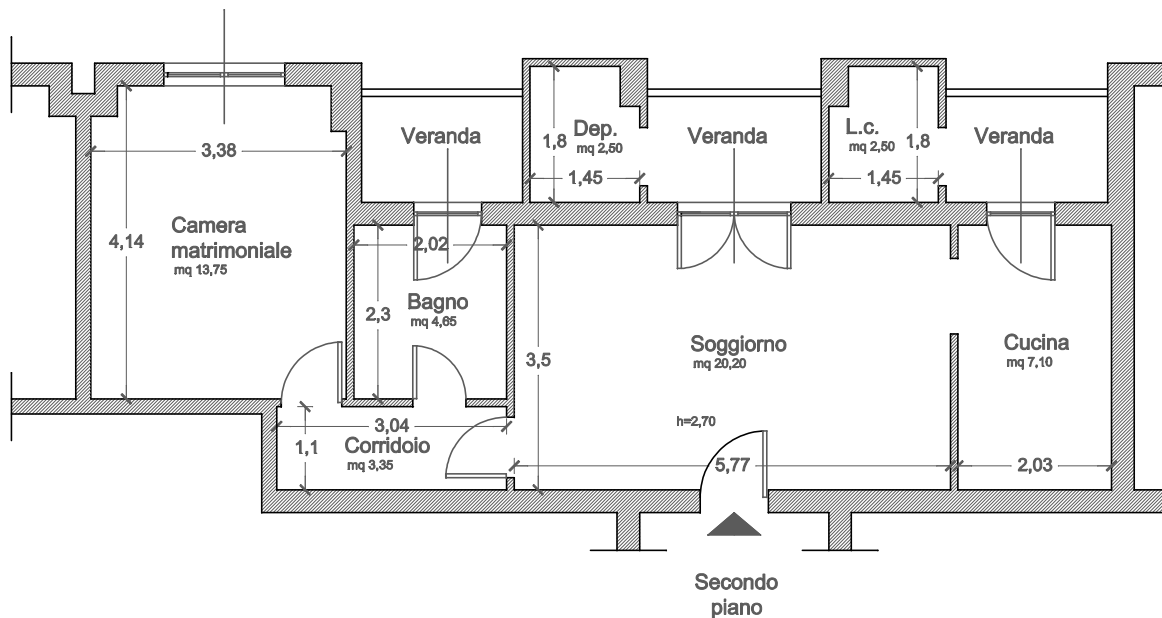 Veranda
Dep.
mq 2,50
1,8
1,45
Veranda
L.c.
mq 2,50
1,8
1,45
Veranda
3,38
4,14
Camera
matrimoniale
mq 13,75
2,02
2,3
Bagno
mq 4,65
3,5
Soggiorno
mq 20,20
Cucina
mq 7,10
h=2,70
3,04
1,1
Corridoio
mq 3,35
5,77
2,03
Secondo
piano